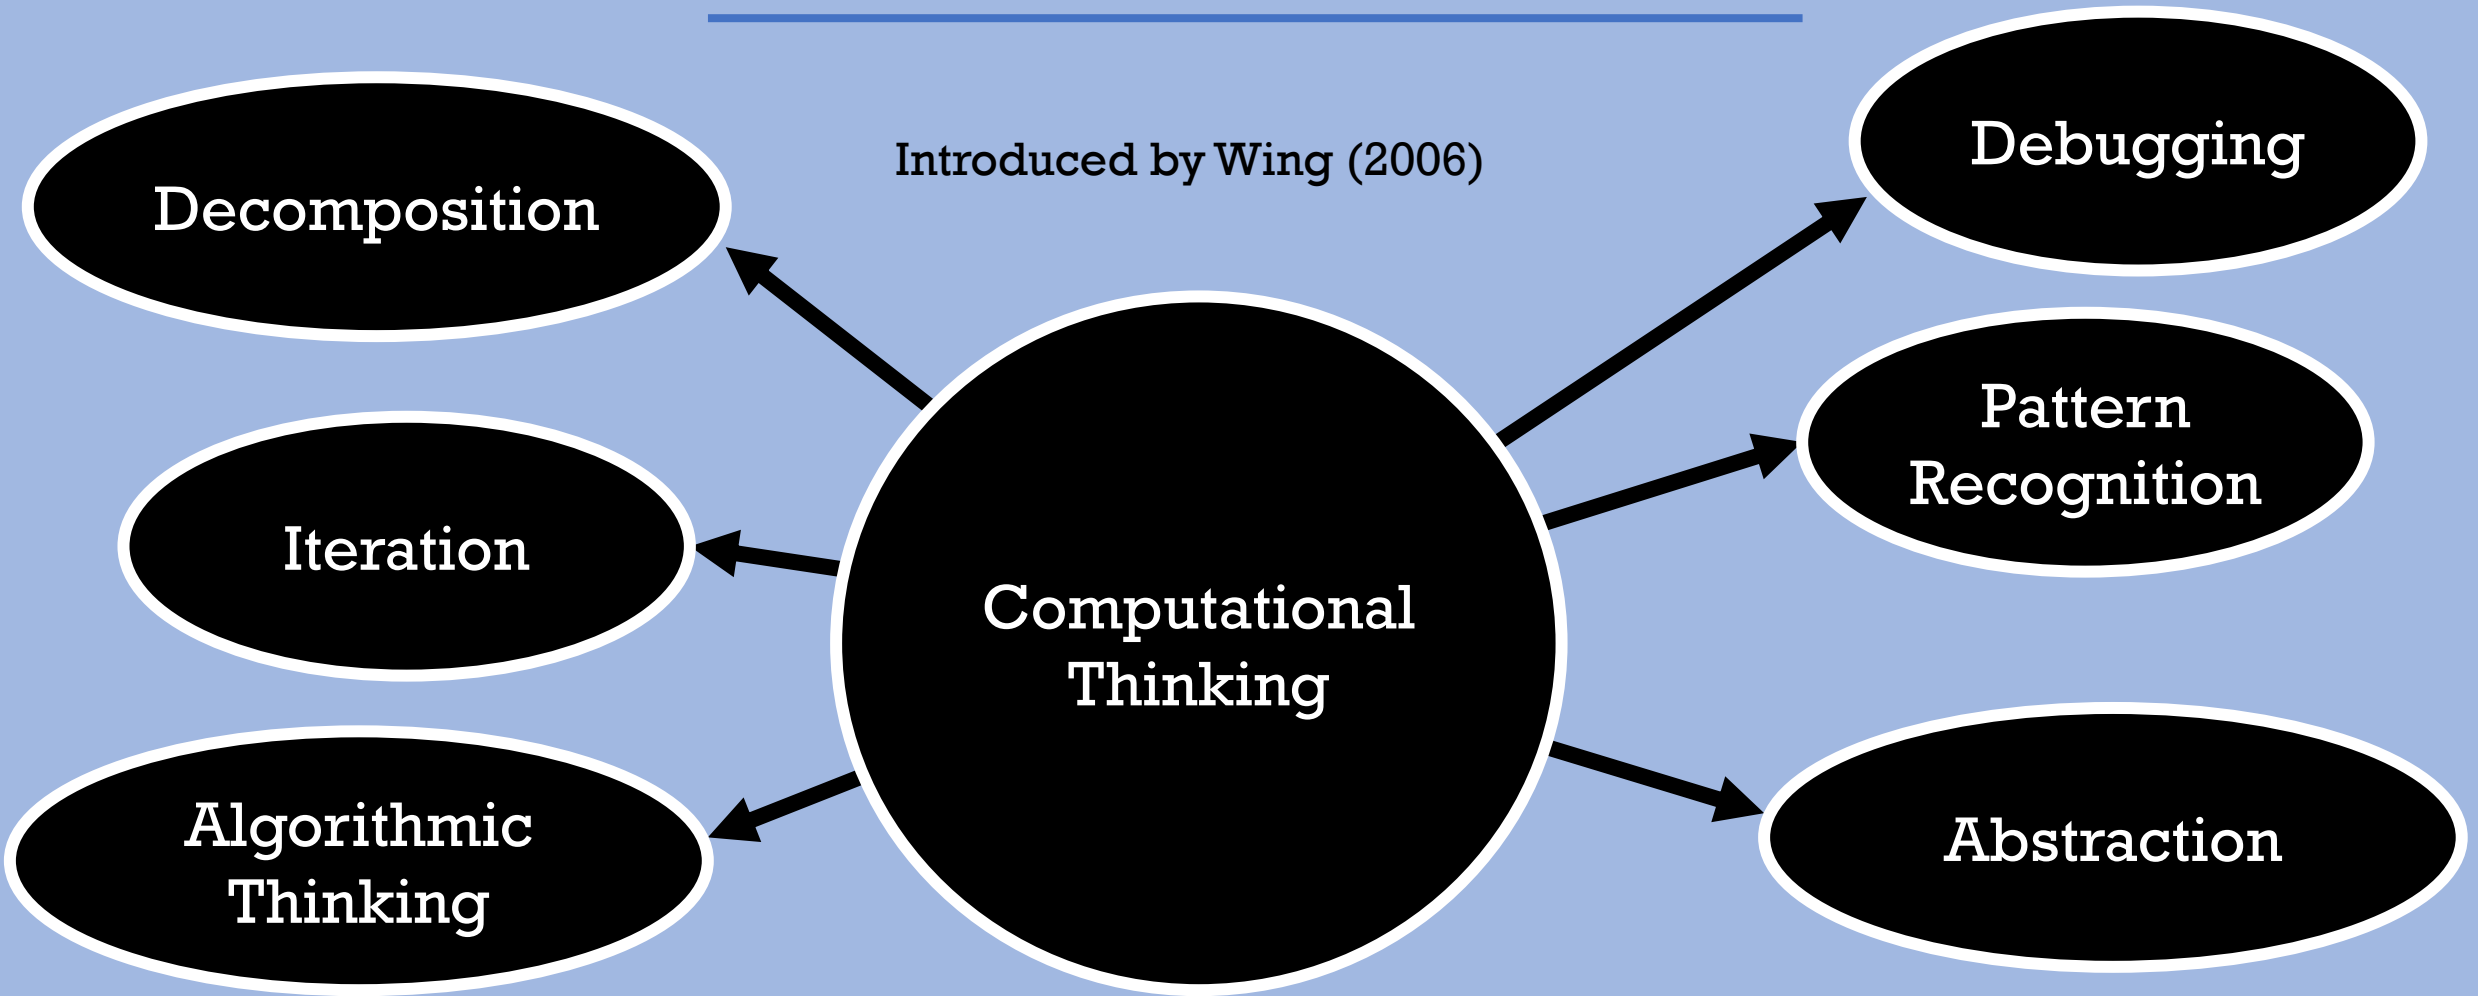 Introduced by Wing (2006)
Decomposition
Iteration
Algorithmic
Thinking
Computational
Thinking
Debugging
Pattern
Recognition
Abstraction